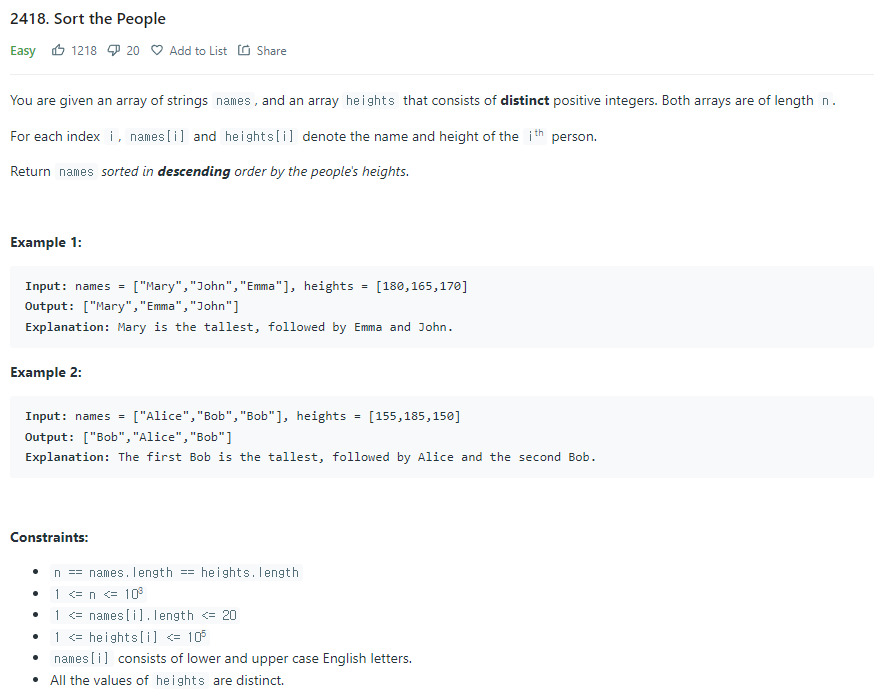 2418. Sort the People
Easy 1218 20 Add to List Share
You are given an array of strings names, and an array heights that consists of distinct positive integers. Both arrays are of length n.
For each index i, names[i] and heights[i] denote the name and height of the ith person.
Return names sorted in descending order by the people's heights.
Example 1:
Input: names = ["Mary","John","Emma"], heights = [180,165,170]
Output: ["Mary","Emma","John"]
Explanation: Mary is the tallest, followed by Emma and John.
Example 2:
Input: names = ["Alice","Bob","Bob"], heights = [155,185,150]
Output: ["Bob","Alice","Bob"]
Explanation: The first Bob is the tallest, followed by Alice and the second Bob.
Constraints:
• n == names.length == heights.length
• 1 <= n <= 10³
• 1 <= names[i].length <= 20
• 1 <= heights[i] <= 10⁵
• names[i] consists of lower and upper case English letters.
• All the values of heights are distinct.